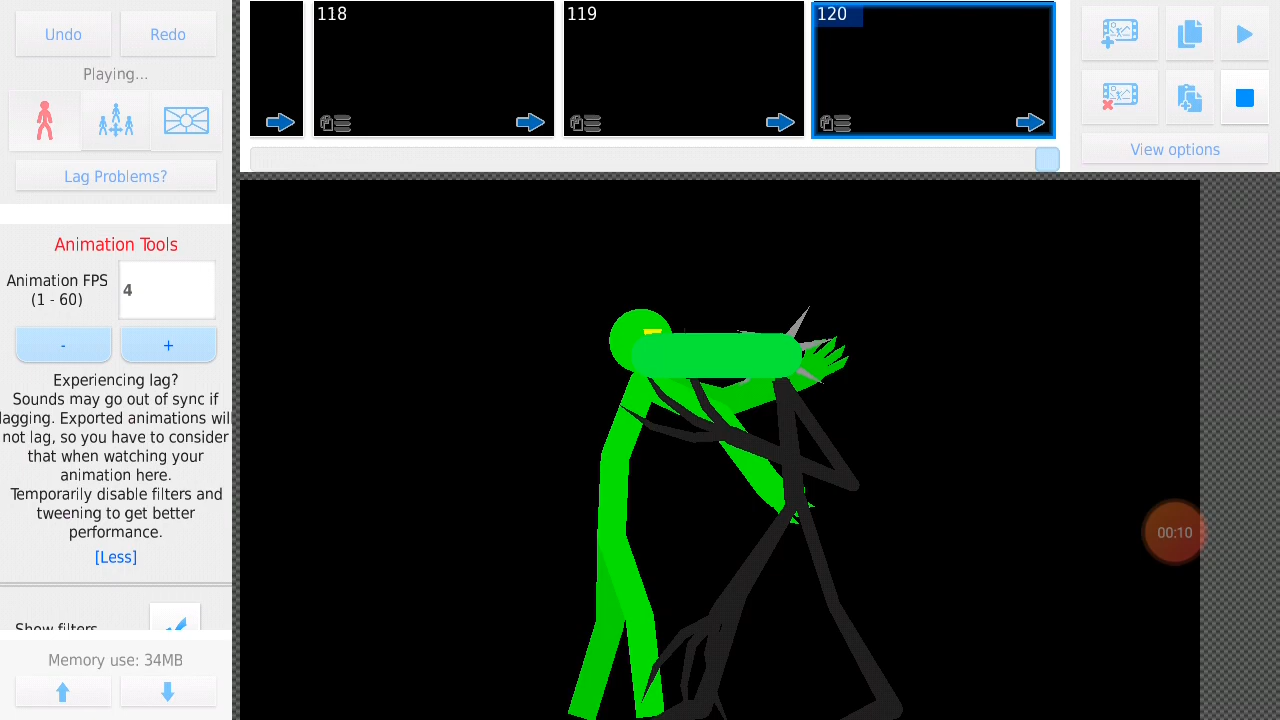 Undo
Redo
Playing...
Lag Problems?
118
119
120
View options
Animation Tools
Animation FPS
(1 - 60)
4
-
+
Experiencing lag?
Sounds may go out of sync if
lagging. Exported animations will
not lag, so you have to consider
that when watching your
animation here.
Temporarily disable filters and
tweening to get better
performance.
[Less]
Show filters
Memory use: 34MB
00:10